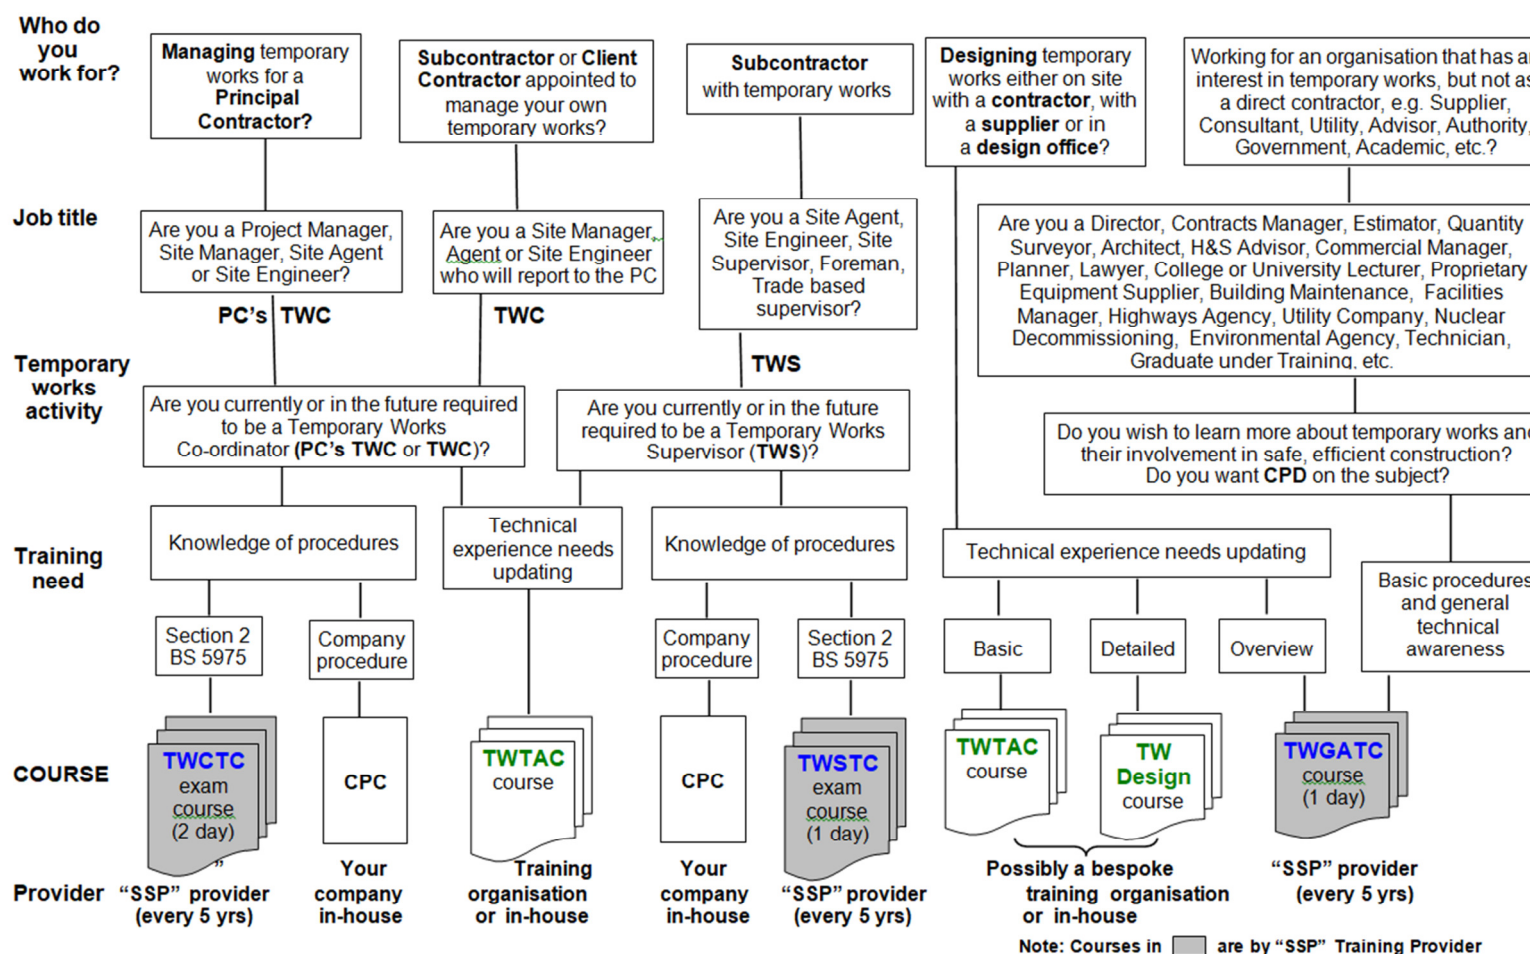 Who do
you
work for?
Managing temporary
works for a
Principal
Contractor?
Subcontractor or Client
Contractor appointed to
manage your own
temporary works?
Subcontractor
with temporary works
Designing temporary
works either on site
with a contractor, with
a supplier or in
a design office?
Working for an organisation that has an
interest in temporary works, but not as
a direct contractor, e.g. Supplier,
Consultant, Utility, Advisor, Authority,
Government, Academic, etc.?
Job title
Are you a Project Manager,
Site Manager, Site Agent
or Site Engineer?
Are you a Site Manager,
Agent or Site Engineer
who will report to the PC
Are you a Site Agent,
Site Engineer, Site
Supervisor, Foreman,
Trade based
supervisor?
Are you a Director, Contracts Manager, Estimator, Quantity
Surveyor, Architect, H&S Advisor, Commercial Manager,
Planner, Lawyer, College or University Lecturer, Proprietary
Equipment Supplier, Building Maintenance, Facilities
Manager, Highways Agency, Utility Company, Nuclear
Decommissioning, Environmental Agency, Technician,
Graduate under Training, etc.
PC's TWC
TWC
TWS
Temporary
works
activity
Are you currently or in the future required
to be a Temporary Works
Co-ordinator (PC's TWC or TWC)?
Are you currently or in the future
required to be a Temporary Works
Supervisor (TWS)?
Do you wish to learn more about temporary works and
their involvement in safe, efficient construction?
Do you want CPD on the subject?
Training
need
Knowledge of procedures
Technical
experience needs
updating
Knowledge of procedures
Technical experience needs updating
Basic procedures
and general
technical
awareness
Section 2
BS 5975
Company
procedure
Company
procedure
Section 2
BS 5975
Basic
Detailed
Overview
COURSE
TWCTC
exam
course
(2 day)
"
CPC
TWTAC
course
CPC
TWSTC
exam
course
(1 day)
TWTAC
course
TW
Design
course
TWGATC
course
(1 day)
Provider
"SSP" provider
(every 5 yrs)
Your
company
in-house
Training
organisation
or in-house
Your
company
in-house
"SSP" provider
(every 5 yrs)
Possibly a bespoke
training organisation
or in-house
"SSP" provider
(every 5 yrs)
Note: Courses in are by "SSP" Training Provider